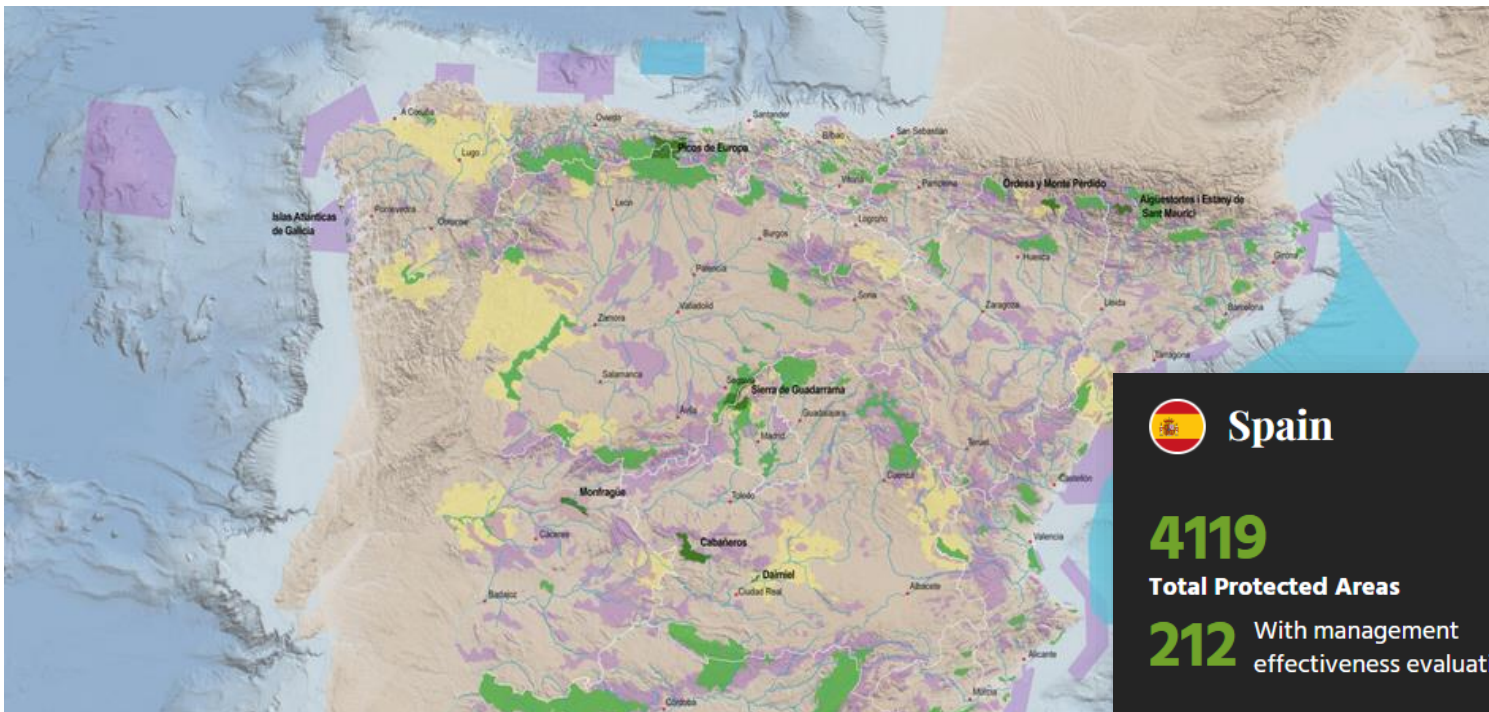 A Coruña
Lugo
Oviedo
Santander
Bilbao
San Sebastián
Picos de Europa
Vitoria
Pamplona
Ordesa y Monte Perdido
Aigüestortes i Estany de
Sant Maurici
Islas Atlánticas
de Galicia
Pontevedra
Ourense
León
Logroño
Burgos
Huesca
Girona
Palencia
Valladolid
Zamora
Soria
Zaragoza
Lleida
Barcelona
Tarragona
Salamanca
Segovia
Sierra de Guadarrama
Ávila
Guadalajara
Madrid
Teruel
Cuenca
Castellón
Monfragüe
Toledo
Cáceres
Cabañeros
Valencia
Daimiel
Ciudad Real
Albacete
Badajoz
Alicante
Murcia
Córdoba
Spain
4119
Total Protected Areas
212 With management
effectiveness evaluat